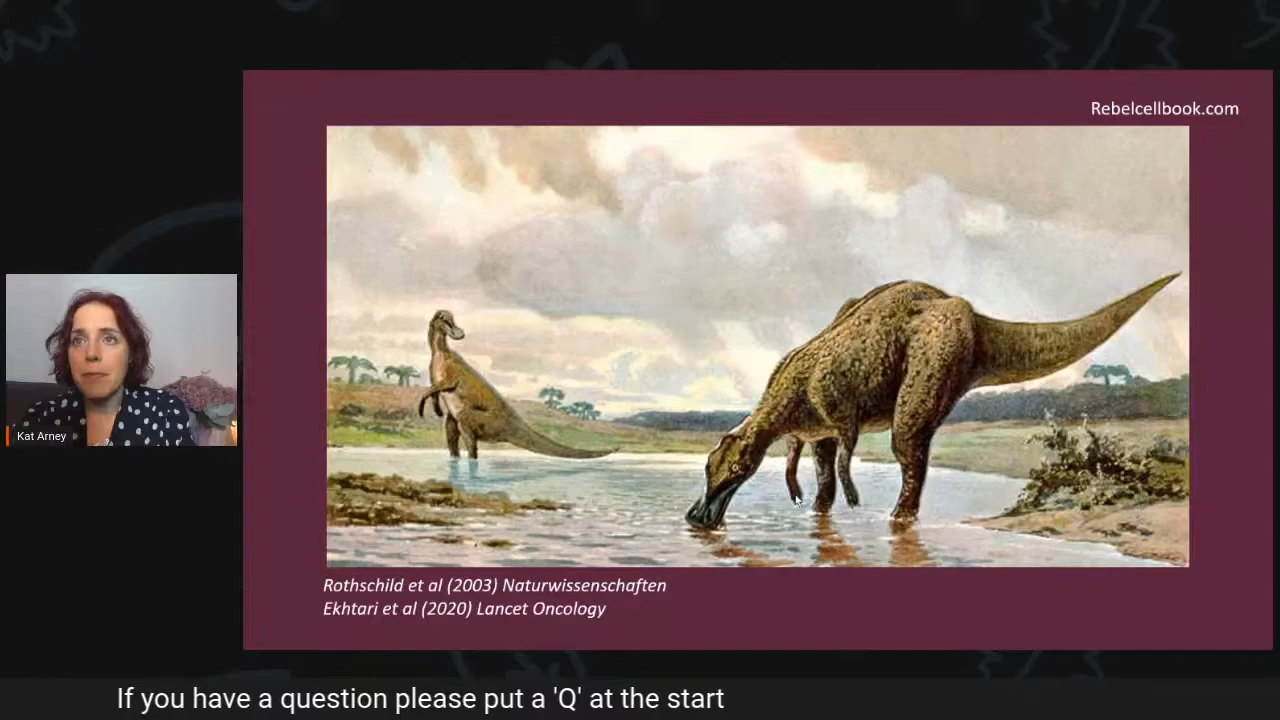 Rebelcellbook.com
Kat Arney
Rothschild et al (2003) Naturwissenschaften
Ekhtari et al (2020) Lancet Oncology
If you have a question please put a 'Q' at the start